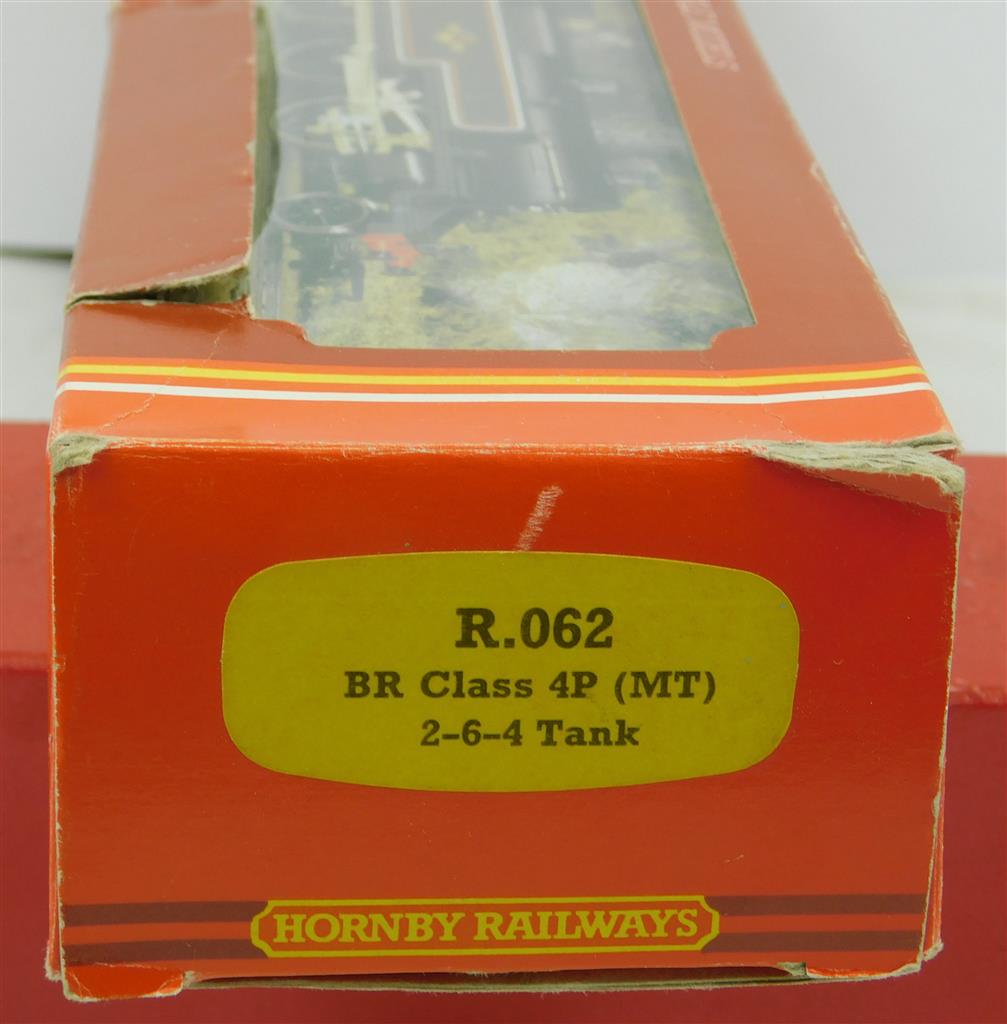 R.062
BR Class 4P (MT)
2-6-4 Tank
HORNBY RAILWAYS